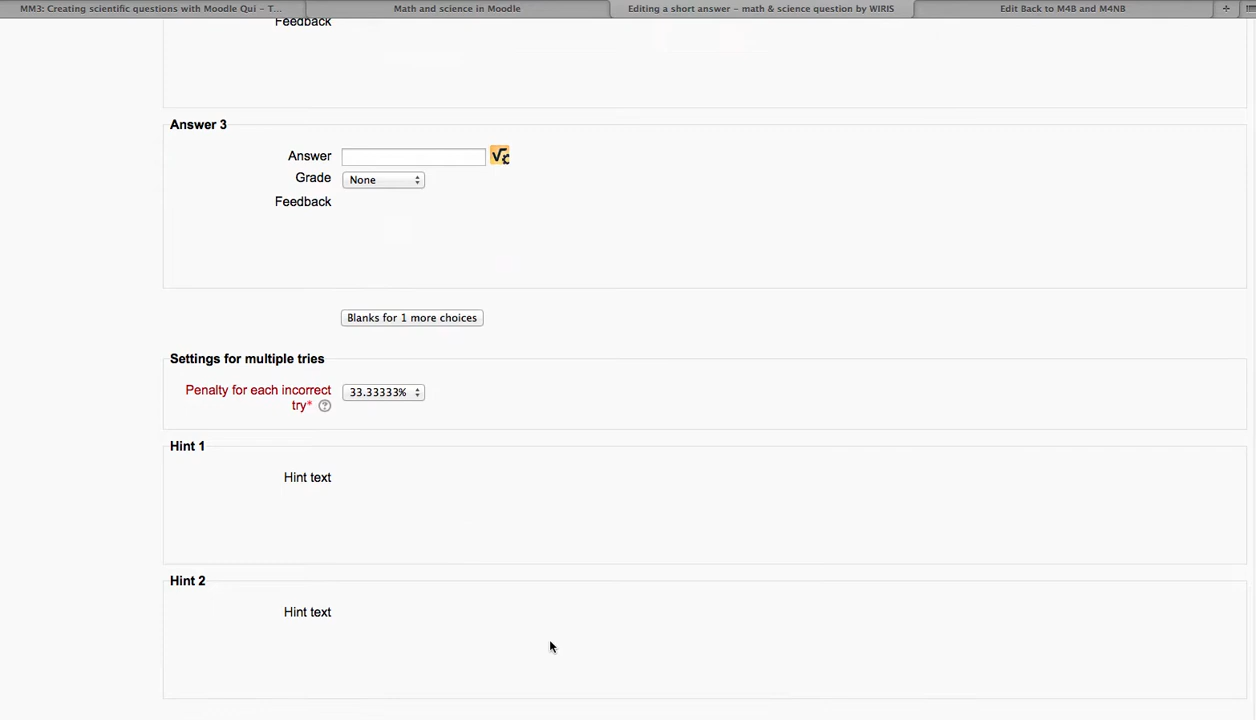 MM3: Creating scientific questions with Moodle Qui – T...
Math and science in Moodle
Editing a short answer – math & science question by WIRIS
Edit Back to M4B and M4NB
+
Feedback
Answer 3
Answer
Grade
None
Feedback
Blanks for 1 more choices
Settings for multiple tries
Penalty for each incorrect
try*
33.33333%
Hint 1
Hint text
Hint 2
Hint text